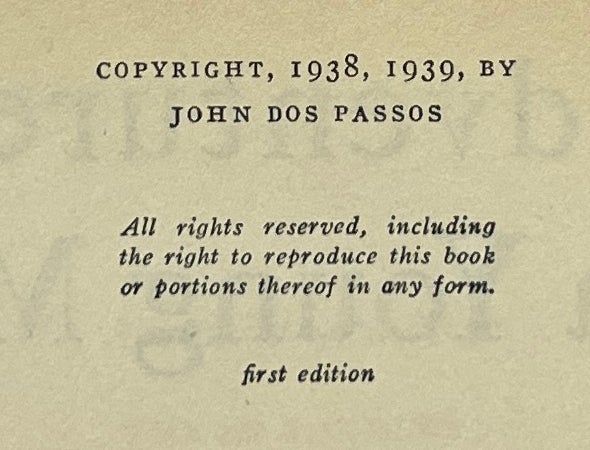 COPYRIGHT, 1938, 1939, BY
JOHN DOS PASSOS
All rights reserved, including
the right to reproduce this book
or portions thereof in any form.
first edition